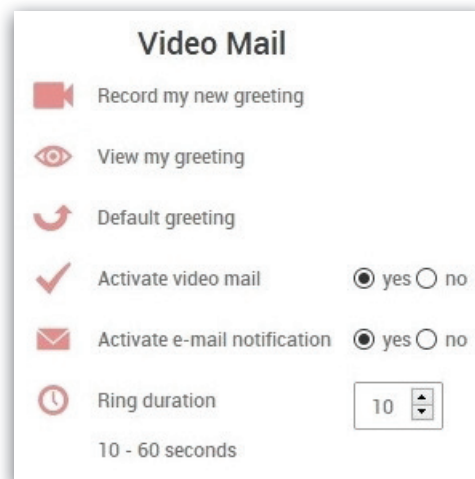 Video Mail
Record my new greeting
View my greeting
Default greeting
Activate video mail yes no
Activate e-mail notification yes no
Ring duration 10
10 - 60 seconds